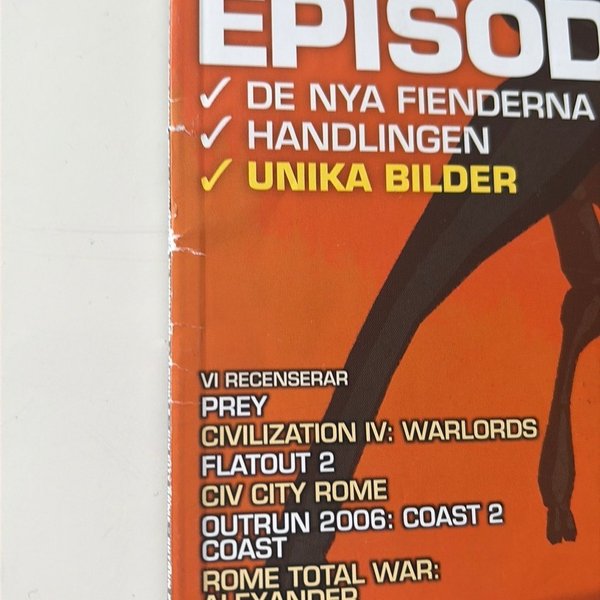 EPISOD
✓ DE NYA FIENDERNA
✓ HANDLINGEN
✓ UNIKA BILDER
VI RECENSERAR
PREY
CIVILIZATION IV: WARLORDS
FLATOUT 2
CIV CITY ROME
OUTRUN 2006: COAST 2
COAST
ROME TOTAL WAR:
ALEXANDER